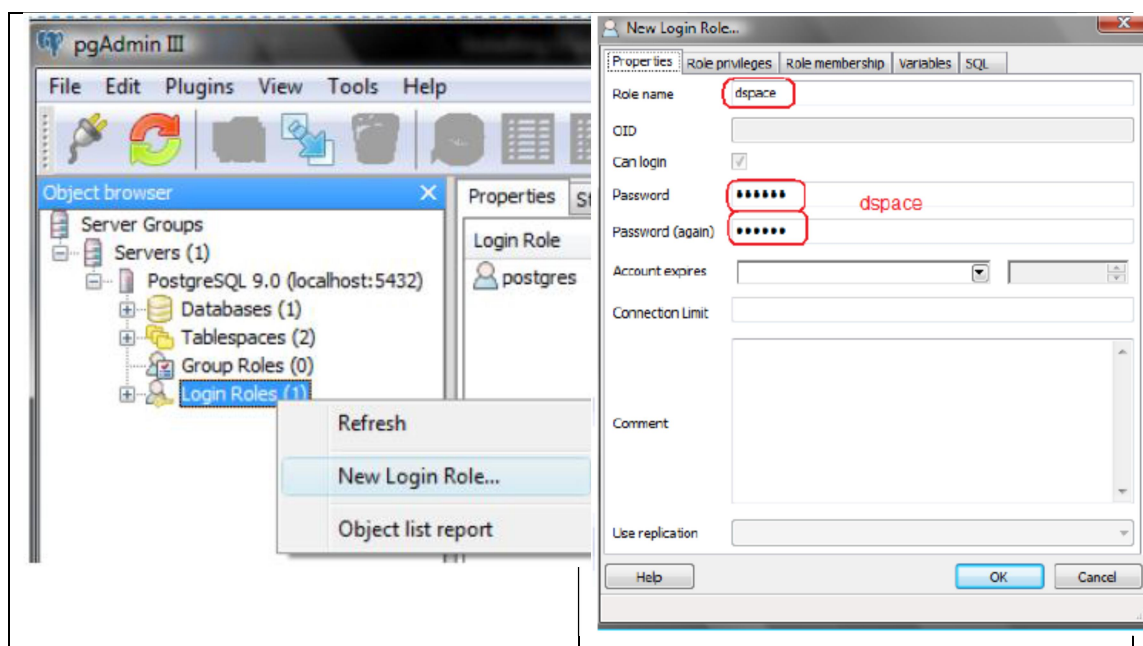 pgAdmin III
File Edit Plugins View Tools Help
Object browser
Server Groups
Servers (1)
PostgreSQL 9.0 (localhost:5432)
Databases (1)
Tablespaces (2)
Group Roles (0)
Login Roles (1)
Refresh
New Login Role...
Object list report
Properties
Login Role
postgres
New Login Role...
Properties Role privileges Role membership Variables SQL
Role name dspace
OID
Can login
Password ●●●●●● dspace
Password (again) ●●●●●●
Account expires
Connection Limit
Comment
Use replication
Help OK Cancel